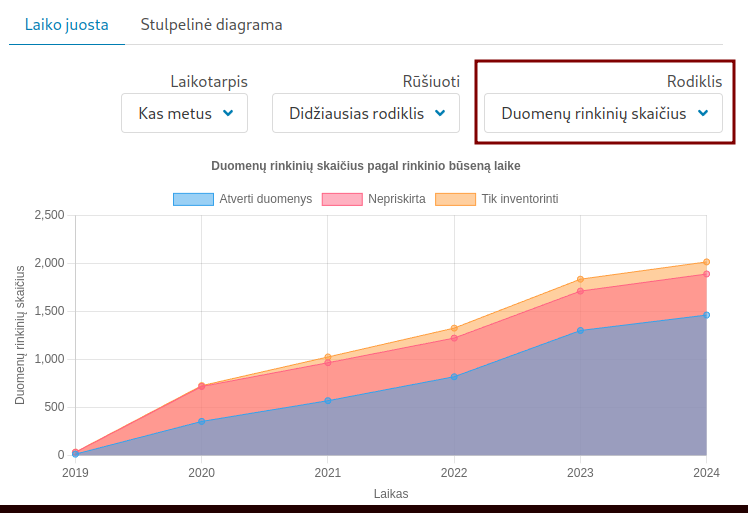 Laiko juosta Stulpelinė diagrama
Laikotarpis Rūšiuoti Rodiklis
Kas metus Didžiausias rodiklis Duomenų rinkinių skaičius
Duomenų rinkinių skaičius pagal rinkinio būseną laike
Atverti duomenys Nepriskirta Tik inventorinti
Duomenų rinkinių skaičius
2,500
2,000
1,500
1,000
500
0
2019 2020 2021 2022 2023 2024
Laikas